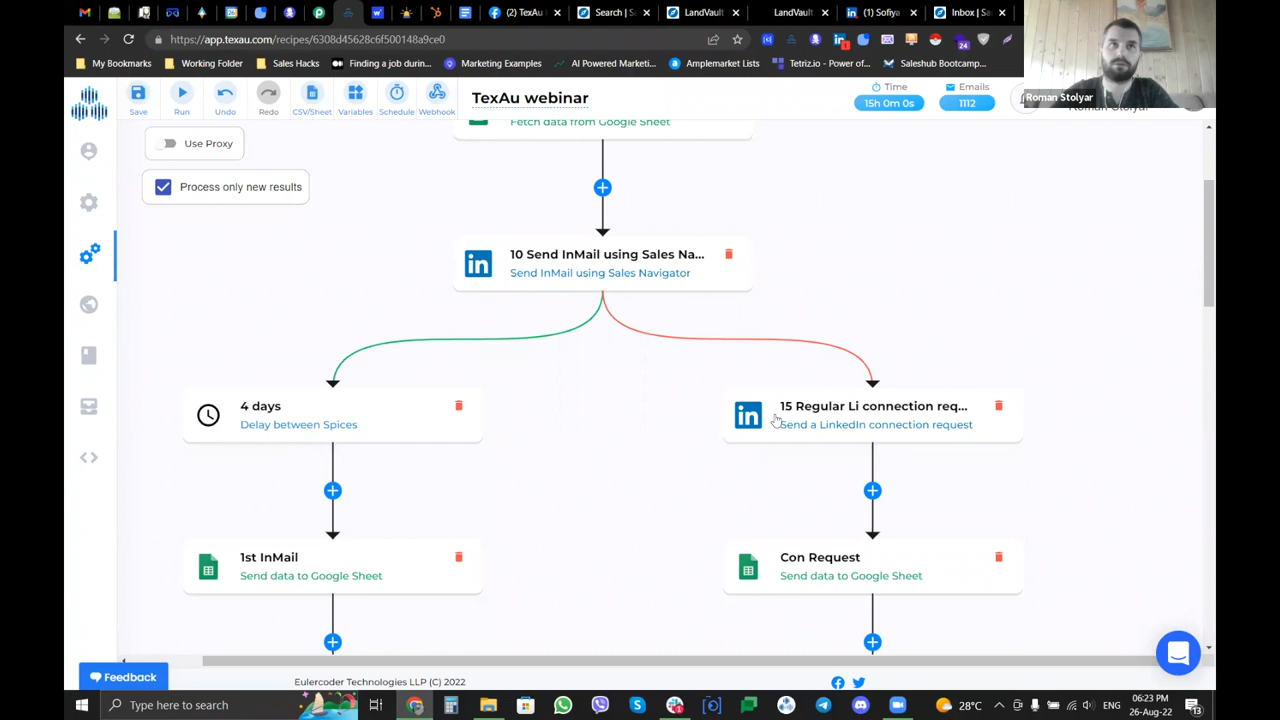 (2) TexAu
Search | Sa
LandVault
LandVault
(1) Sofiya
Inbox | Sa
https://app.texau.com/recipes/6308d45628c6f500148a9ce0
My Bookmarks
Working Folder
Sales Hacks
Finding a job durin...
Marketing Examples
AI Powered Marketi...
Amplemarket Lists
Tetriz.io - Power of...
Saleshub Bootcamp...
24
Roman Stolyar
Save
Run
Undo
Redo
CSV/Sheet
Variables
Schedule
Webhook
TexAu webinar
Time
15h 0m 0s
Emails
1112
Roman Stolyar
Use Proxy
Process only new results
Fetch data from Google Sheet
10 Send InMail using Sales Na...
Send InMail using Sales Navigator
4 days
Delay between Spices
15 Regular Li connection req...
Send a LinkedIn connection request
1st InMail
Send data to Google Sheet
Con Request
Send data to Google Sheet
Feedback
Eulercoder Technologies LLP (C) 2022
Type here to search
28°C
ENG
06:23 PM
26-Aug-22
13